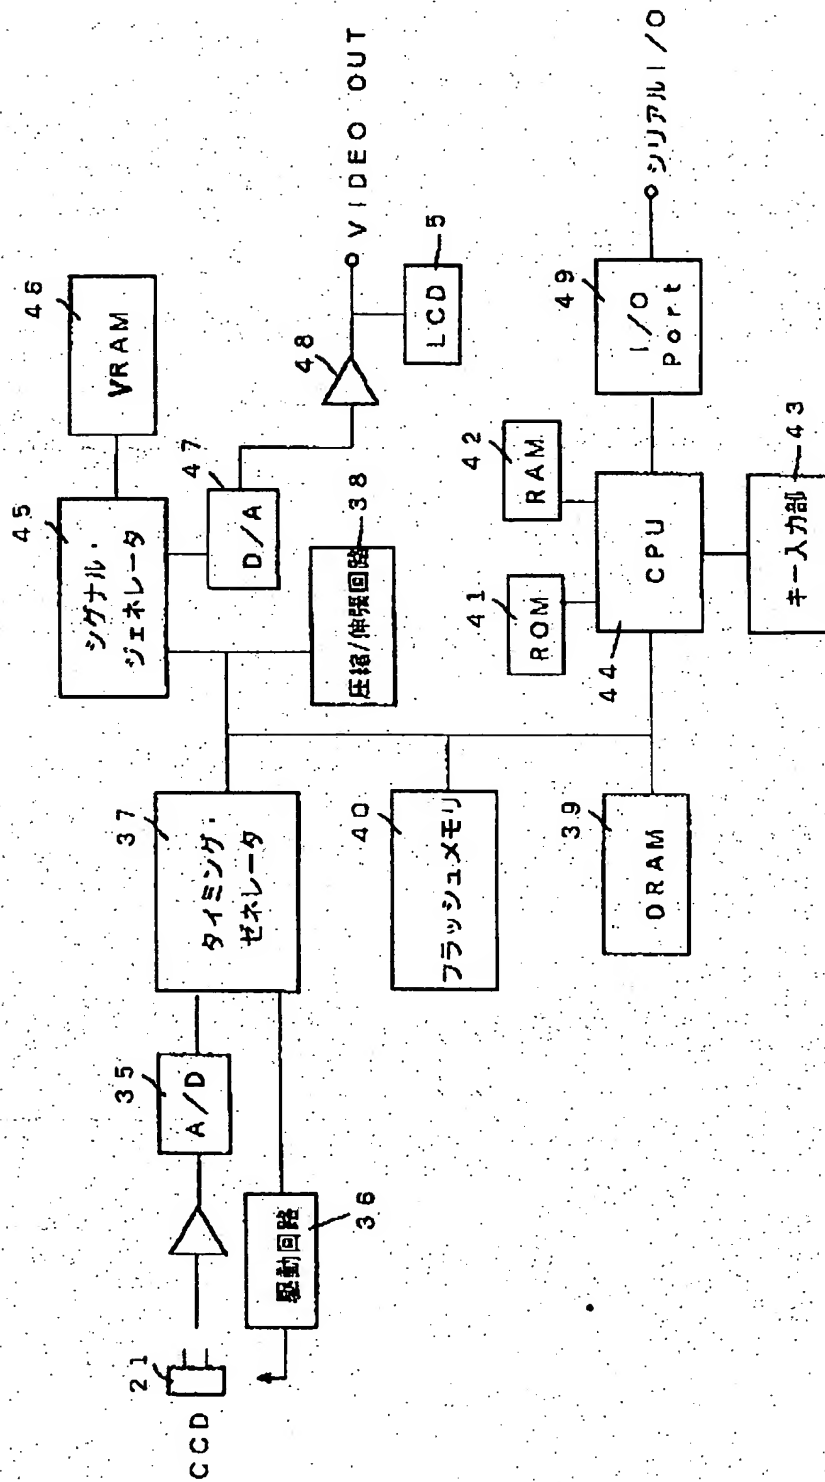 CCD
21
35
A/D
駆動回路
36
37
タイミング・
ゼネレータ
45
シグナル・
ジェネレータ
46
VRAM
47
D/A
48
VIDEO OUT
LCD
5
圧縮/伸張回路
38
40
フラッシュメモリ
39
DRAM
41
ROM
42
RAM
44
CPU
キー入力部
43
49
I/O
Port
シリアルI/O